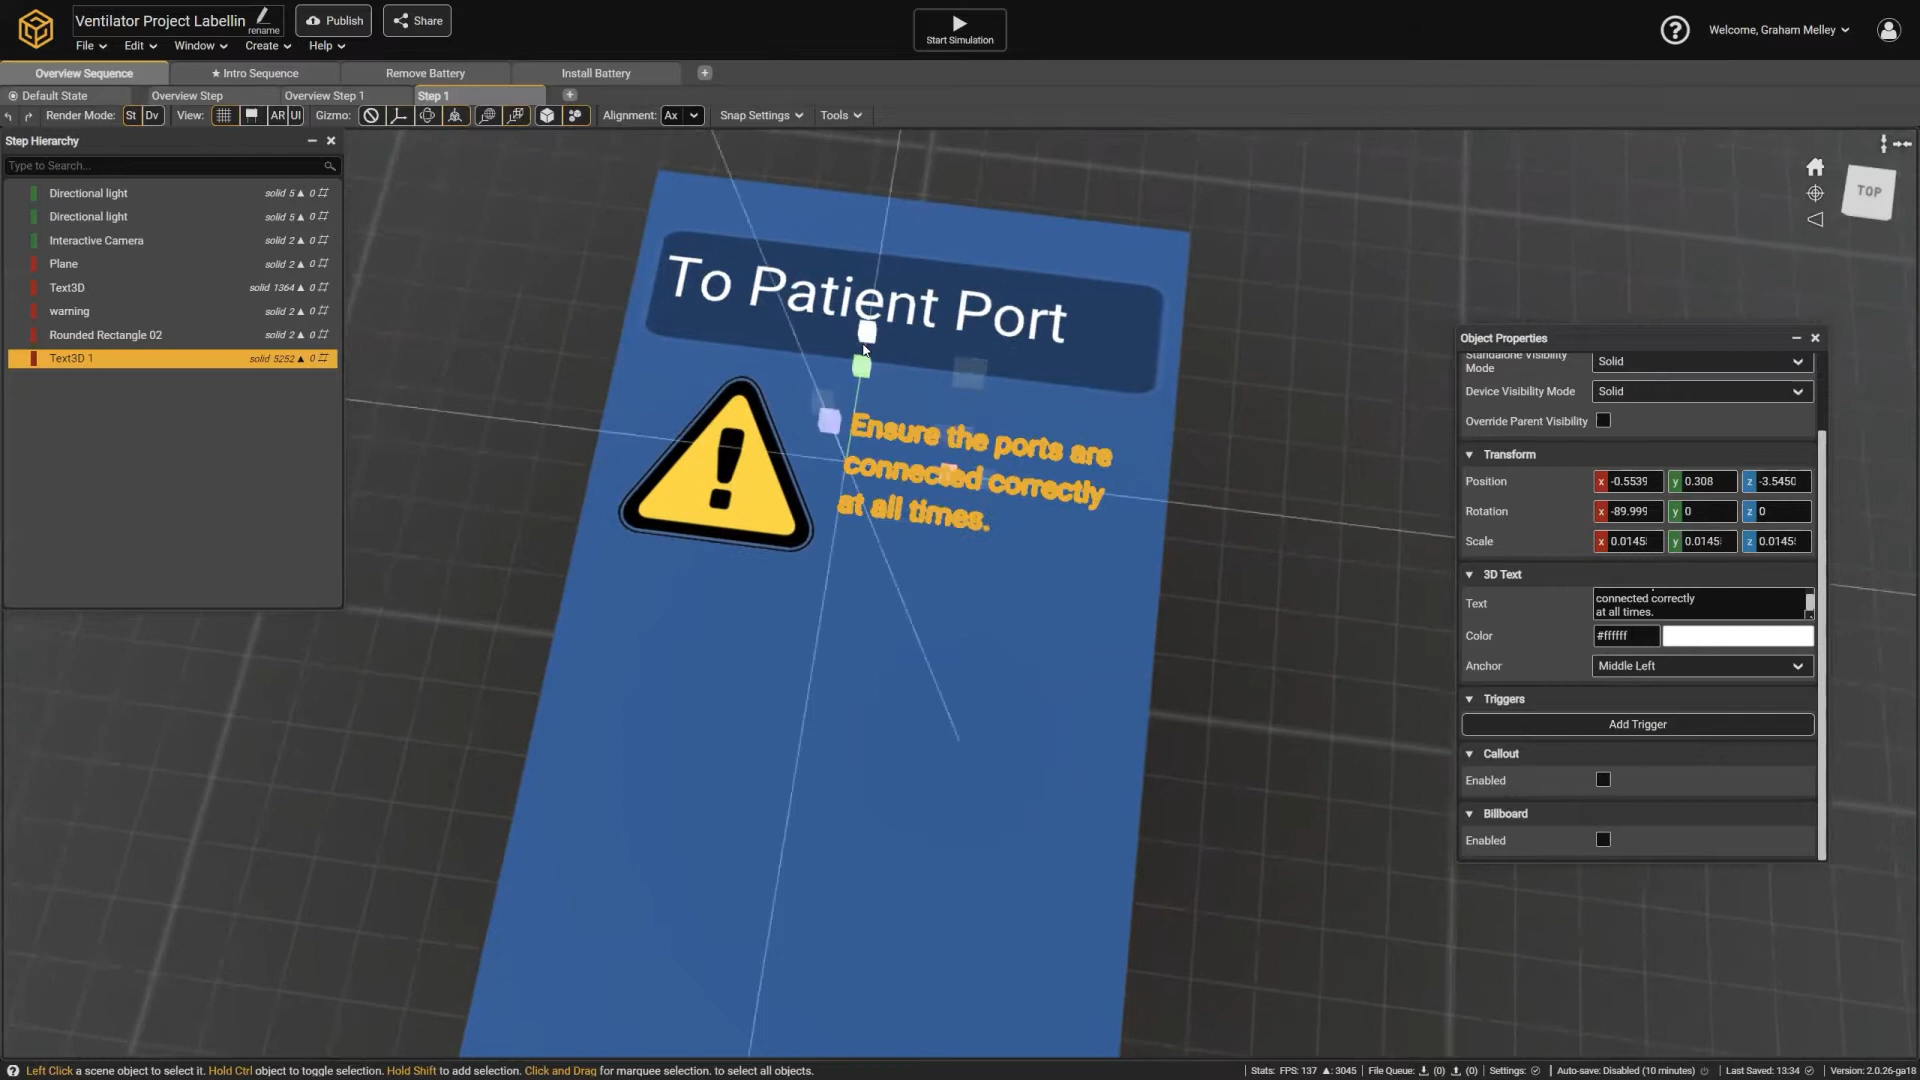 Ventilator Project Labellin
rename
Publish
Share
File Edit Window Create Help
Start Simulation
Welcome, Graham Melley
Overview Sequence ★ Intro Sequence Remove Battery Install Battery
Default State Overview Step Overview Step 1 Step 1
Render Mode: St Dv View: AR UI Gizmo: Alignment: Ax Snap Settings Tools
Step Hierarchy
Type to Search...
Directional light solid 5 ▲ 0
Directional light solid 5 ▲ 0
Interactive Camera solid 2 ▲ 0
Plane solid 2 ▲ 0
Text3D solid 1364 ▲ 0
warning solid 2 ▲ 0
Rounded Rectangle 02 solid 2 ▲ 0
Text3D 1 solid 5252 ▲ 0
TOP
To Patient Port
Ensure the ports are
connected correctly
at all times.
Object Properties
Standalone Visibility
Mode Solid
Device Visibility Mode Solid
Override Parent Visibility
Transform
Position x -0.5539 y 0.308 z -3.5450
Rotation x -89.999 y 0 z 0
Scale x 0.0145 y 0.0145 z 0.0145
3D Text
Text connected correctly
at all times.
Color #ffffff
Anchor Middle Left
Triggers
Add Trigger
Callout
Enabled
Billboard
Enabled
Left Click a scene object to select it. Hold Ctrl object to toggle selection. Hold Shift to add selection. Click and Drag for marquee selection. to select all objects.
Stats: FPS: 137 ▲: 3045 File Queue: (0) (0) Settings: Auto-save: Disabled (10 minutes) Last Saved: 13:34 Version: 2.0.26-ga18